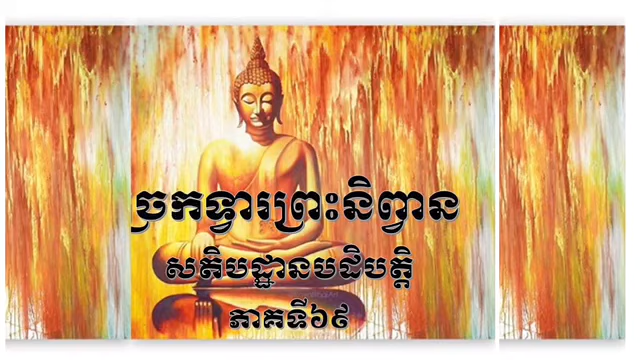 ច្រកទ្វារព្រះនិព្វាន
សតិបដ្ឋានបដិបត្តិ
ភាគទី៦៩